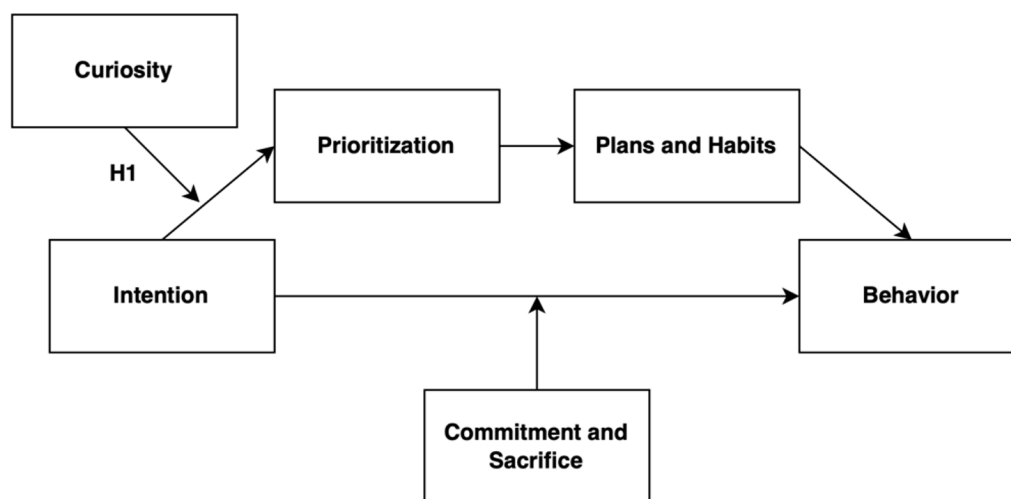 Curiosity
Prioritization
Plans and Habits
H1
Intention
Behavior
Commitment and
Sacrifice